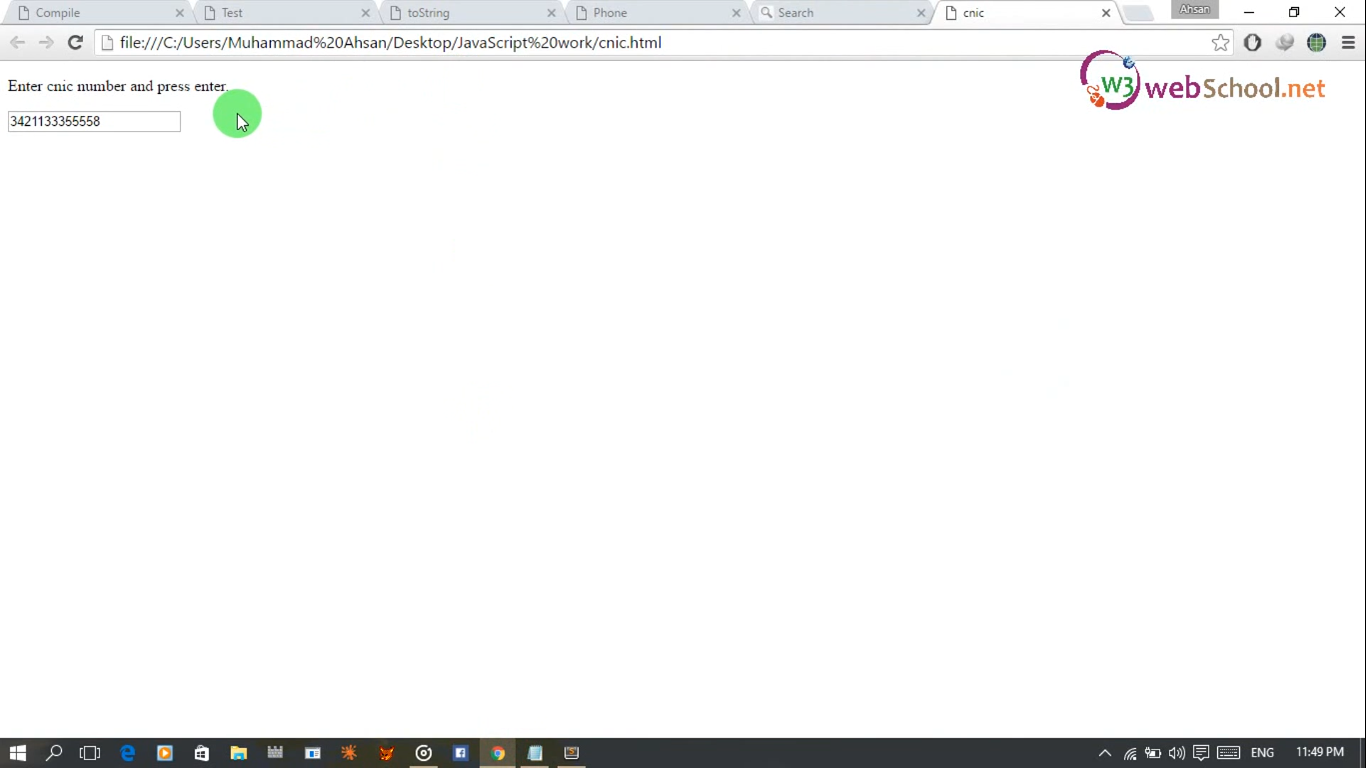 Compile
Test
toString
Phone
Search
cnic
Ahsan
file:///C:/Users/Muhammad%20Ahsan/Desktop/JavaScript%20work/cnic.html
W3 webSchool.net
Enter cnic number and press enter.
3421133355558
ENG
11:49 PM